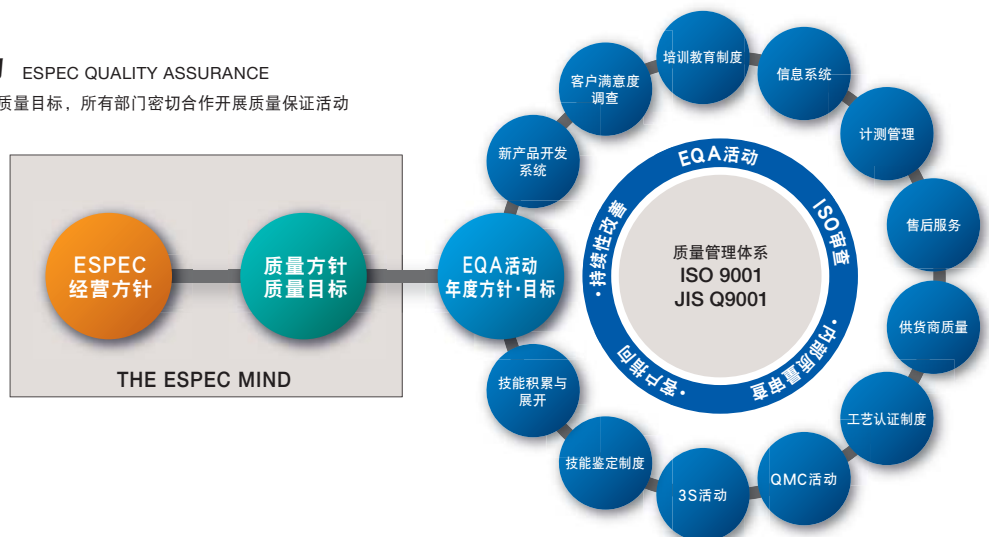 ESPEC QUALITY ASSURANCE
质量目标，所有部门密切合作开展质量保证活动
ESPEC
经营方针
质量方针
质量目标
THE ESPEC MIND
EQA活动
年度方针·目标
新产品开发
系统
客户满意度
调查
培训教育制度
信息系统
计测管理
售后服务
供货商质量
工艺认证制度
QMC活动
3S活动
技能鉴定制度
技能积累与
展开
EQA活动
ISO审查
·内部质量审查
·客户指向
·持续性改善
质量管理体系
ISO 9001
JIS Q9001